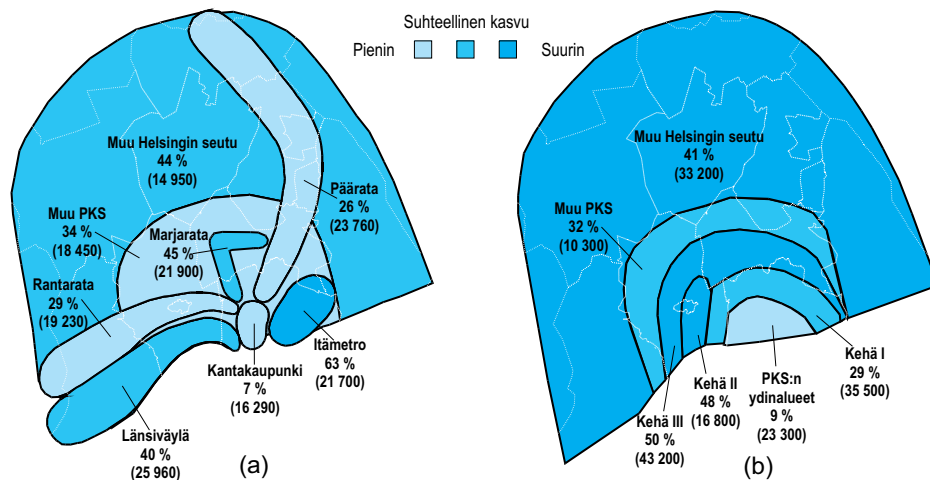 Suhteellinen kasvu
Pienin
Suurin
Muu Helsingin seutu
44 %
(14 950)
Päärata
26 %
(23 760)
Muu PKS
34 %
(18 450)
Marjarata
45 %
(21 900)
Rantarata
29 %
(19 230)
Itämetro
63 %
(21 700)
Kantakaupunki
7 %
(16 290)
Länsiväylä
40 %
(25 960)
(a)
Muu Helsingin seutu
41 %
(33 200)
Muu PKS
32 %
(10 300)
Kehä I
29 %
(35 500)
Kehä II
48 %
(16 800)
PKS:n
ydinalueet
9 %
(23 300)
Kehä III
50 %
(43 200)
(b)